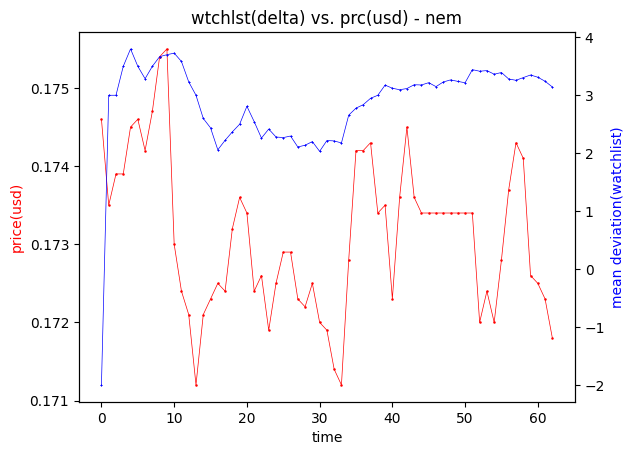 wtchlst(delta) vs. prc(usd) - nem
price(usd)
0.175
0.174
0.173
0.172
0.171
4
3
2
1
0
−1
−2
mean deviation(watchlist)
0 10 20 30 40 50 60
time